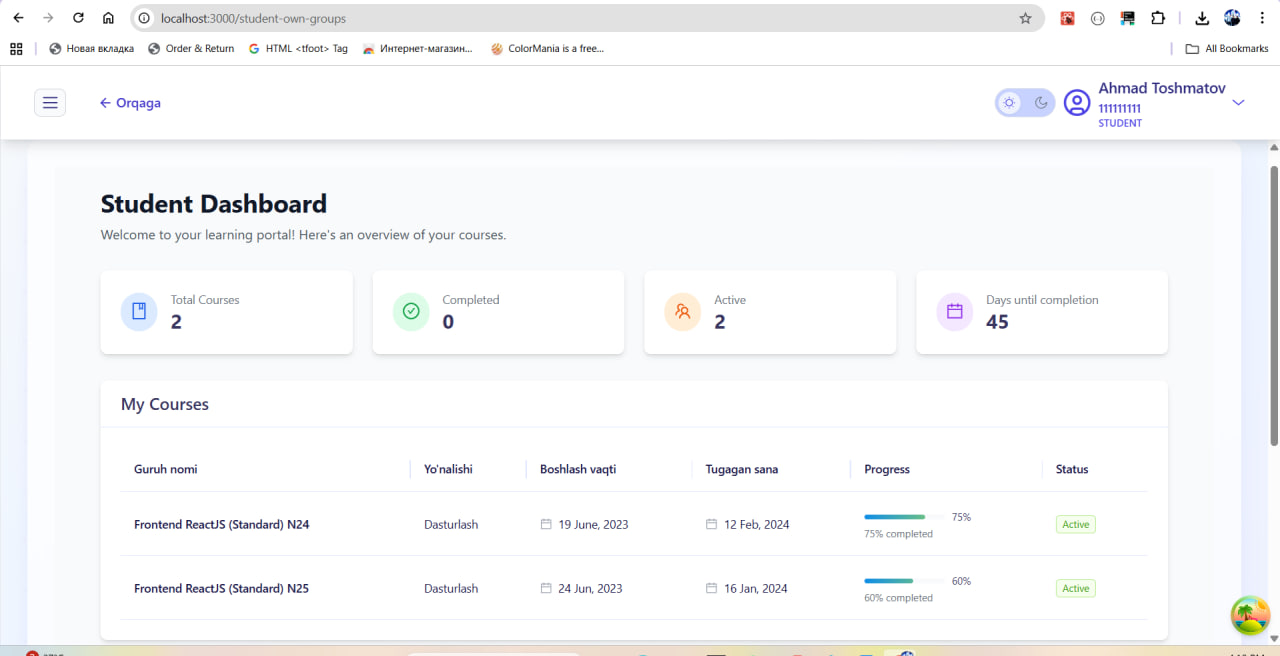 localhost:3000/student-own-groups
Новая вкладка Order & Return HTML <tfoot> Tag Интернет-магазин... ColorMania is a free... All Bookmarks
Orqaga
Ahmad Toshmatov
111111111
STUDENT
Student Dashboard
Welcome to your learning portal! Here's an overview of your courses.
Total Courses
2
Completed
0
Active
2
Days until completion
45
My Courses
Guruh nomi Yo'nalishi Boshlash vaqti Tugagan sana Progress Status
Frontend ReactJS (Standard) N24 Dasturlash 19 June, 2023 12 Feb, 2024 75% Active
75% completed
Frontend ReactJS (Standard) N25 Dasturlash 24 Jun, 2023 16 Jan, 2024 60% Active
60% completed